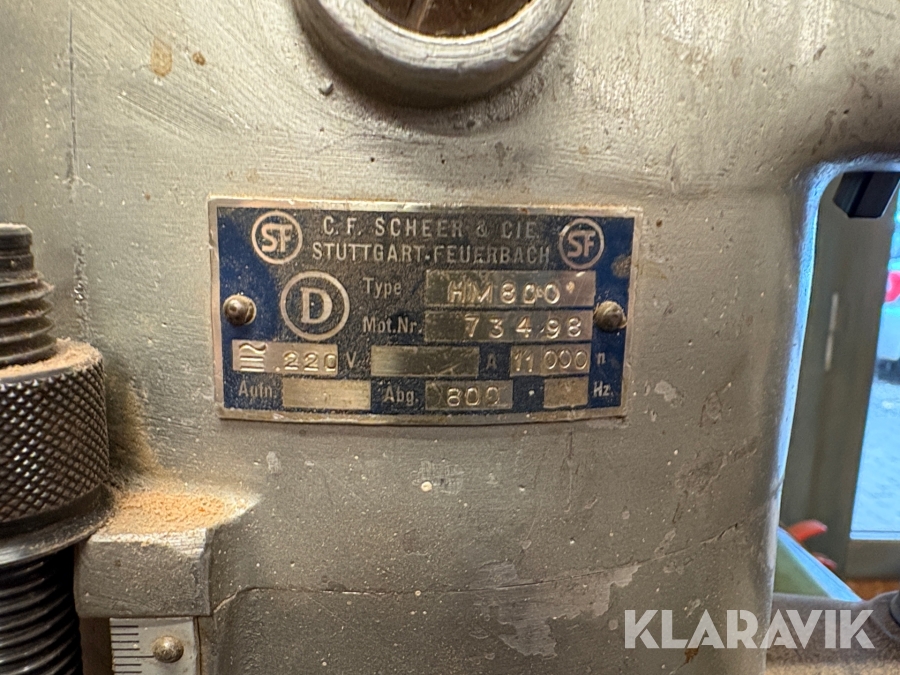 SF C. F. SCHEER & CIE. SF
STUTTGART-FEUERBACH
D Type HM800
Mot.Nr. 73498
220 V. A 11000 n
Aufn. Abg. 800 Hz.
KLARAVIK